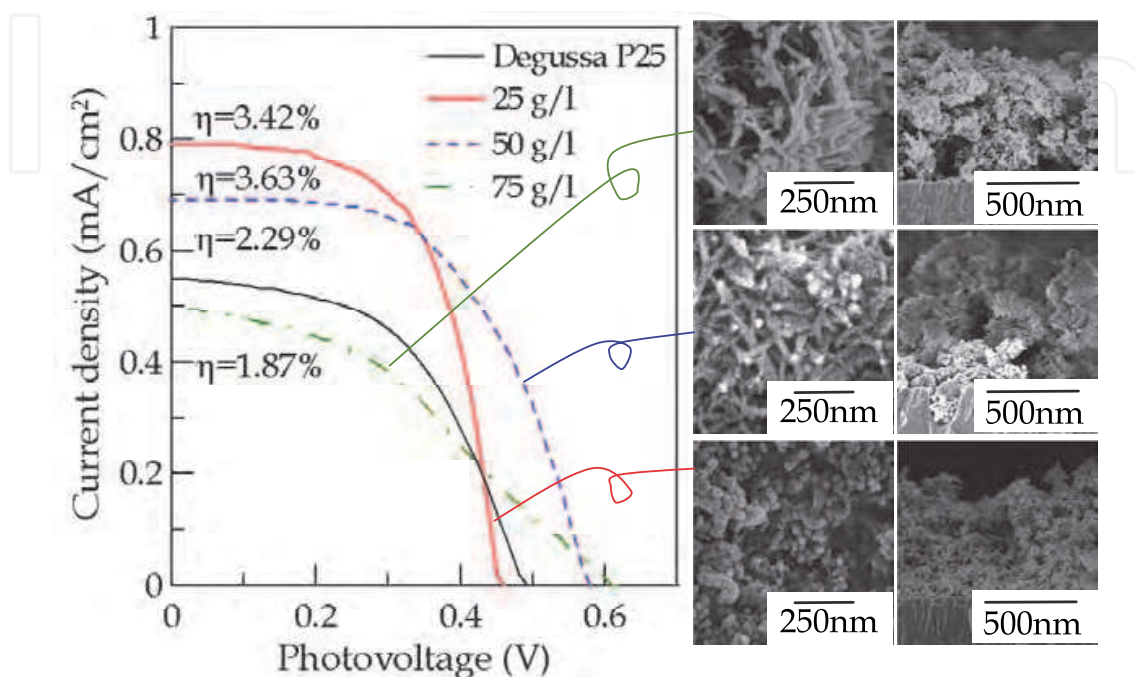 1
Degussa P25
25 g/l
50 g/l
75 g/l
η=3.42%
0.8
η=3.63%
η=2.29%
0.6
η=1.87%
0.4
0.2
0
Current density (mA/cm²)
0
0.2
0.4
0.6
Photovoltage (V)
250nm
500nm
250nm
500nm
250nm
500nm